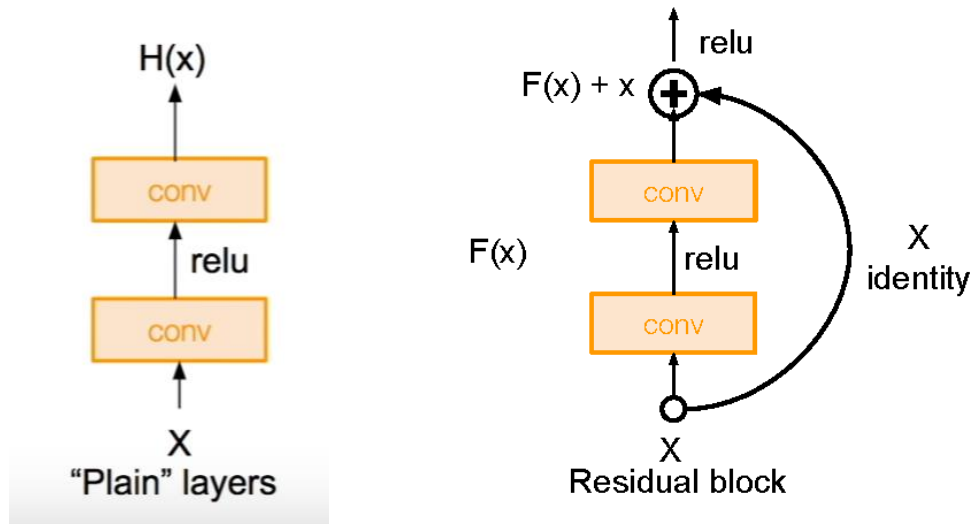 H(x)
conv
relu
conv
X
“Plain” layers
relu
F(x) + x
conv
F(x)
relu
X
identity
conv
X
Residual block